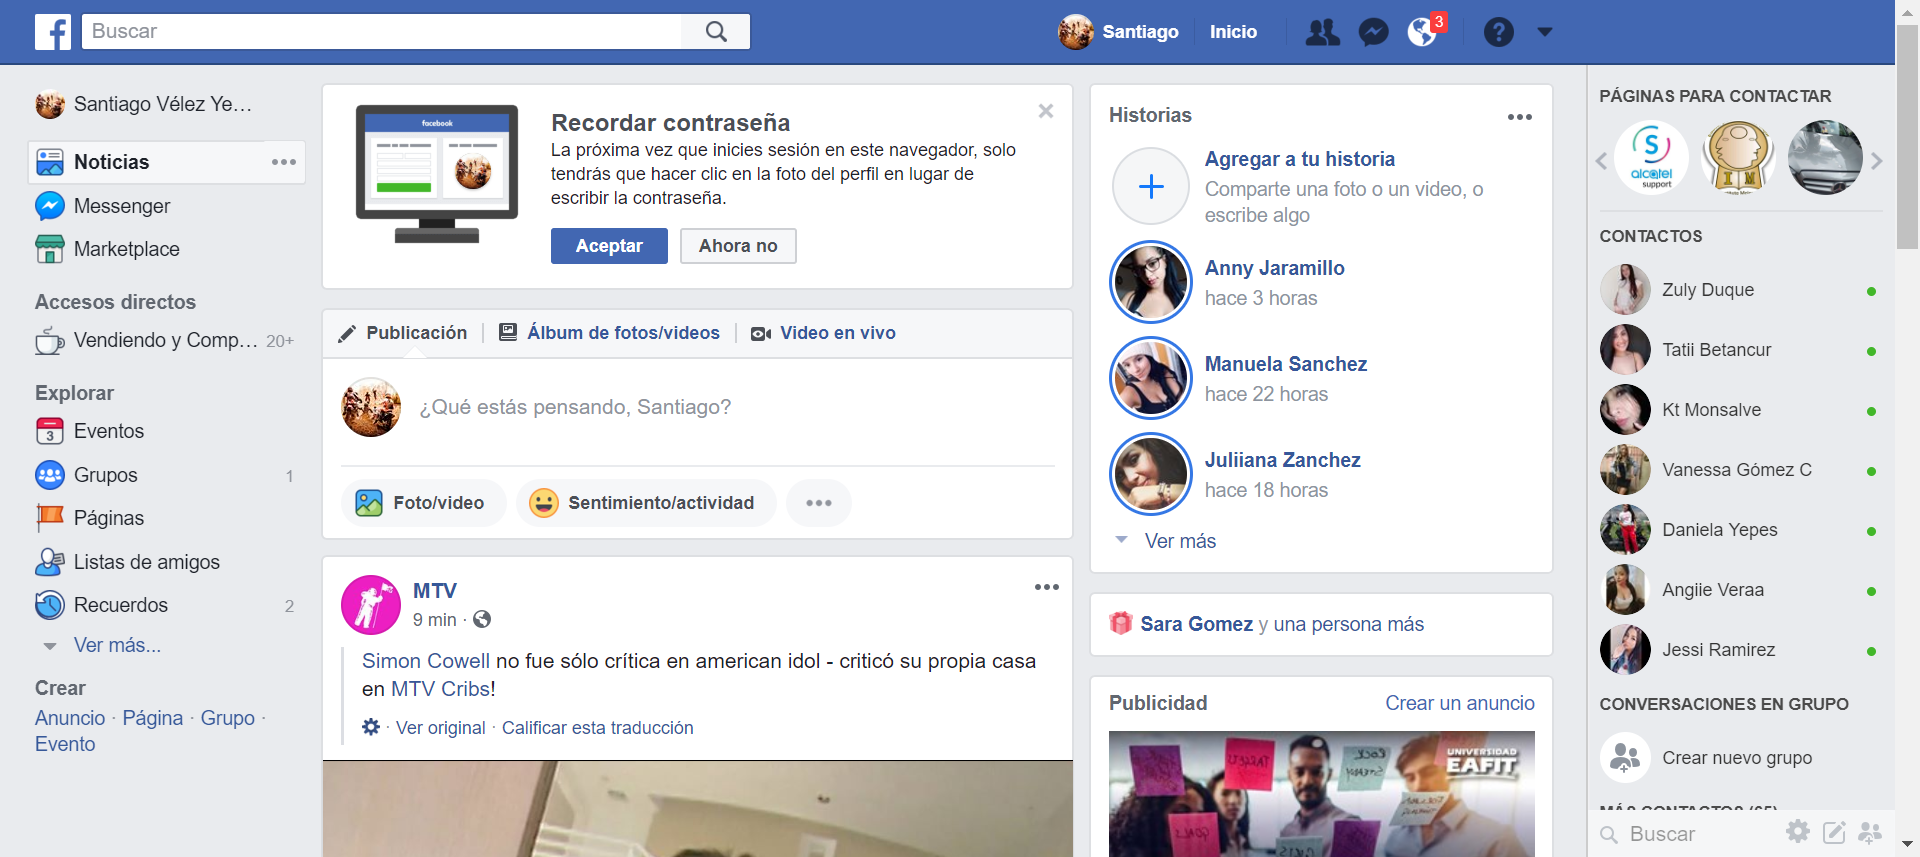 Buscar
Santiago
Inicio
3
Santiago Vélez Ye...
Noticias
Messenger
Marketplace
Accesos directos
Vendiendo y Comp... 20+
Explorar
3
Eventos
Grupos 1
Páginas
Listas de amigos
Recuerdos 2
Ver más...
Crear
Anuncio · Página · Grupo ·
Evento
facebook
Recordar contraseña
La próxima vez que inicies sesión en este navegador, solo
tendrás que hacer clic en la foto del perfil en lugar de
escribir la contraseña.
Aceptar
Ahora no
Publicación
Álbum de fotos/videos
Video en vivo
¿Qué estás pensando, Santiago?
Foto/video
Sentimiento/actividad
MTV
9 min ·
Simon Cowell no fue sólo crítica en american idol - criticó su propia casa
en MTV Cribs!
· Ver original · Calificar esta traducción
Historias
Agregar a tu historia
Comparte una foto o un video, o
escribe algo
Anny Jaramillo
hace 3 horas
Manuela Sanchez
hace 22 horas
Juliiana Zanchez
hace 18 horas
Ver más
Sara Gomez y una persona más
Publicidad
Crear un anuncio
UNIVERSIDAD
EAFIT
PÁGINAS PARA CONTACTAR
S
alcatel
support
I M
CONTACTOS
Zuly Duque
Tatii Betancur
Kt Monsalve
Vanessa Gómez C
Daniela Yepes
Angiie Veraa
Jessi Ramirez
CONVERSACIONES EN GRUPO
Crear nuevo grupo
MÁS CONTACTOS (65)
Buscar